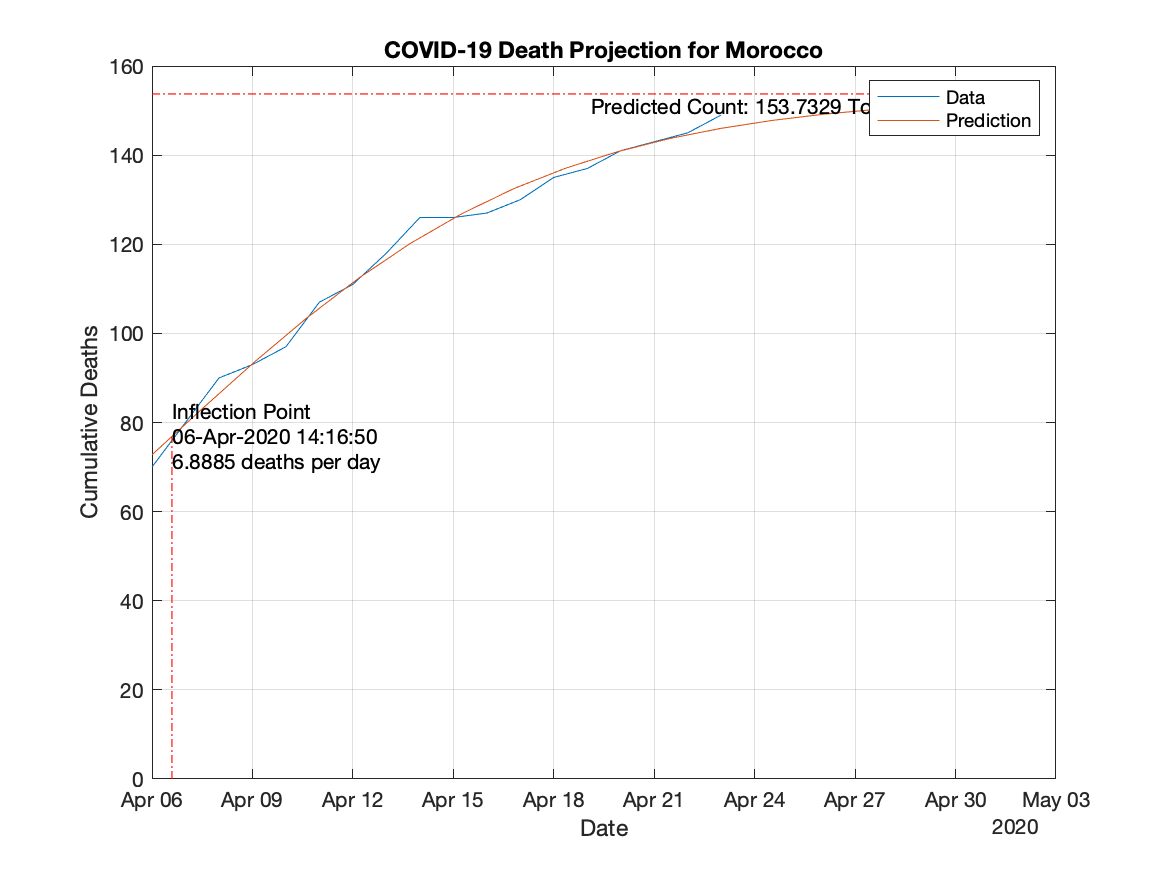 COVID-19 Death Projection for Morocco
160
140
120
100
80
60
40
20
0
Cumulative Deaths
Predicted Count: 153.7329 To
Data
Prediction
Inflection Point
06-Apr-2020 14:16:50
6.8885 deaths per day
Apr 06
Apr 09
Apr 12
Apr 15
Apr 18
Apr 21
Apr 24
Apr 27
Apr 30
May 03
Date
2020